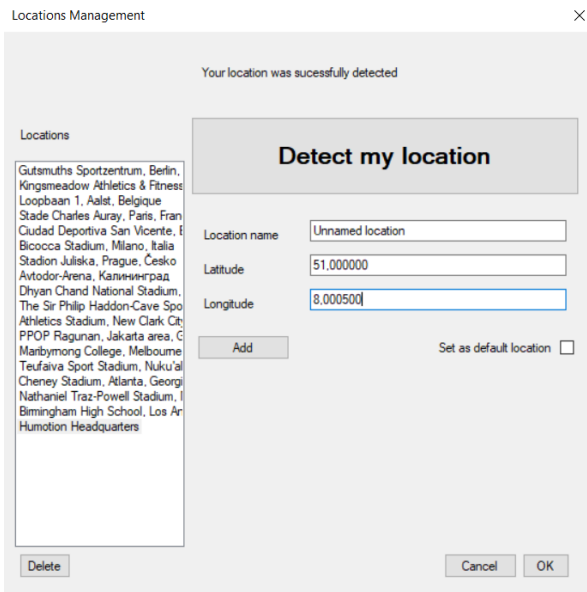 Locations Management
Your location was sucessfully detected
Locations
Gutsmuths Sportzentrum, Berlin,
Kingsmeadow Athletics & Fitness
Loopbaan 1, Aalst, Belgique
Stade Charles Auray, Paris, Fran
Ciudad Deportiva San Vicente, E
Bicocca Stadium, Milano, Italia
Stadion Juliska, Prague, Česko
Avtodor-Arena, Калининград
Dhyan Chand National Stadium,
The Sir Philip Haddon-Cave Spo
Athletics Stadium, New Clark City
PPOP Ragunan, Jakarta area, G
Maribymong College, Melbourne
Teufaiva Sport Stadium, Nuku'al
Cheney Stadium, Atlanta, Georgi
Nathaniel Traz-Powell Stadium, I
Birmingham High School, Los An
Humotion Headquarters
Delete
Detect my location
Location name
Unnamed location
Latitude
51,000000
Longitude
8,000500
Add
Set as default location
Cancel
OK